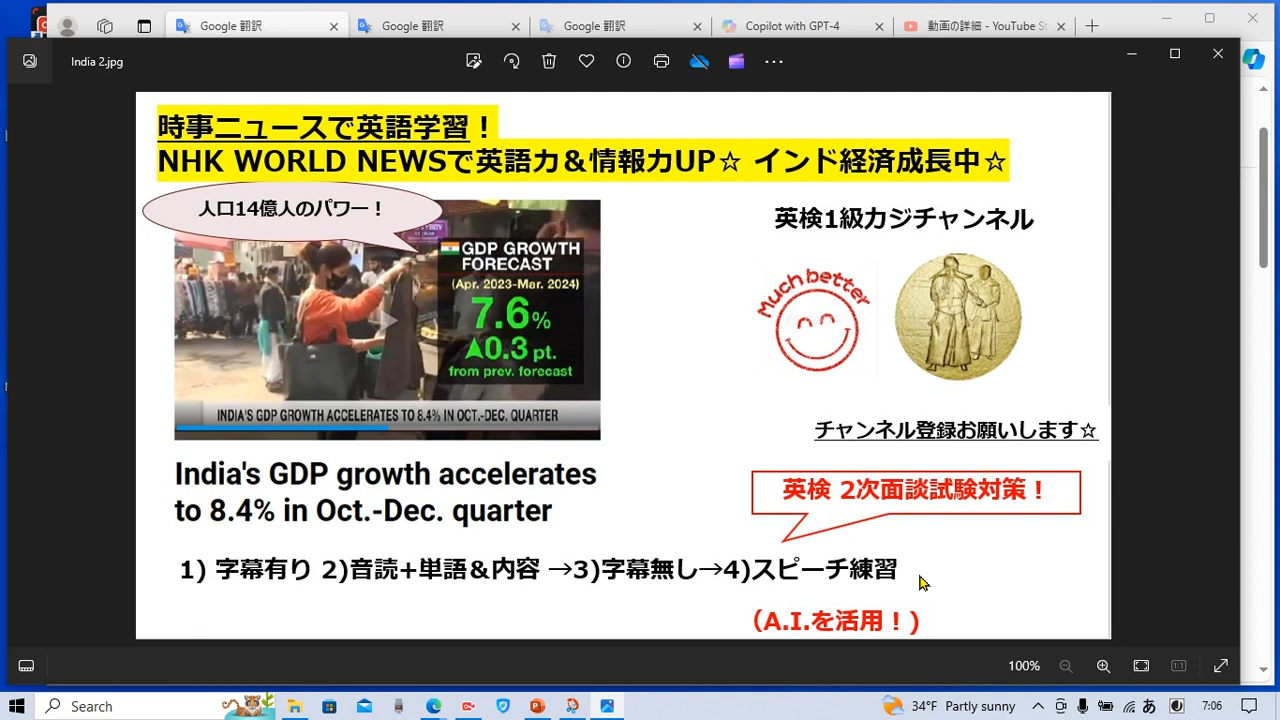 Google 翻訳
Google 翻訳
Google 翻訳
Copilot with GPT-4
動画の詳細 - YouTube St
India 2.jpg
時事ニュースで英語学習！
NHK WORLD NEWSで英語力＆情報力UP☆ インド経済成長中☆
人口14億人のパワー！
英検1級カジチャンネル
GDP GROWTH
FORECAST
(Apr. 2023-Mar. 2024)
7.6%
▲0.3 pt.
from prev. forecast
INDIA'S GDP GROWTH ACCELERATES TO 8.4% IN OCT.-DEC. QUARTER
Much better
チャンネル登録お願いします☆
India's GDP growth accelerates
to 8.4% in Oct.-Dec. quarter
英検 2次面談試験対策！
1) 字幕有り 2)音読+単語＆内容 →3)字幕無し→4)スピーチ練習
（A.I.を活用！)
100%
1:1
Search
34°F Partly sunny
あ
7:06